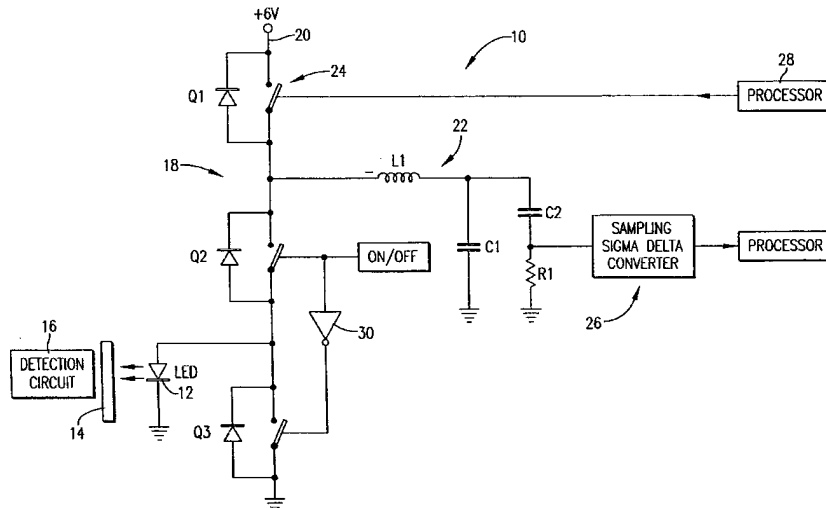 +6V
20
10
24
28
Q1
PROCESSOR
18
22
L1
–
C2
Q2
ON/OFF
C1
SAMPLING
SIGMA DELTA
CONVERTER
PROCESSOR
R1
26
30
16
DETECTION
CIRCUIT
LED
12
14
Q3